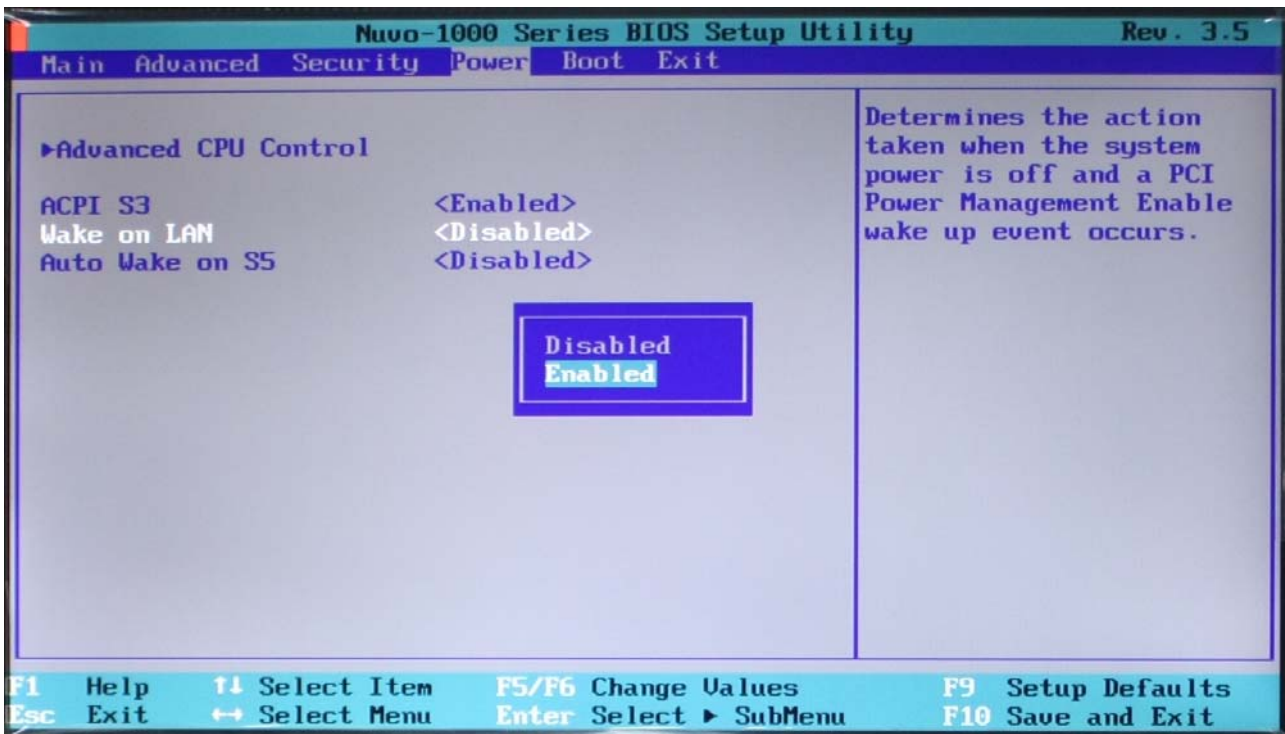 Nuvo-1000 Series BIOS Setup Utility Rev. 3.5
Main Advanced Security Power Boot Exit
►Advanced CPU Control
ACPI S3 <Enabled>
Wake on LAN <Disabled>
Auto Wake on S5 <Disabled>
Disabled
Enabled
Determines the action
taken when the system
power is off and a PCI
Power Management Enable
wake up event occurs.
F1 Help ↑↓ Select Item F5/F6 Change Values F9 Setup Defaults
Esc Exit ↔ Select Menu Enter Select ► SubMenu F10 Save and Exit